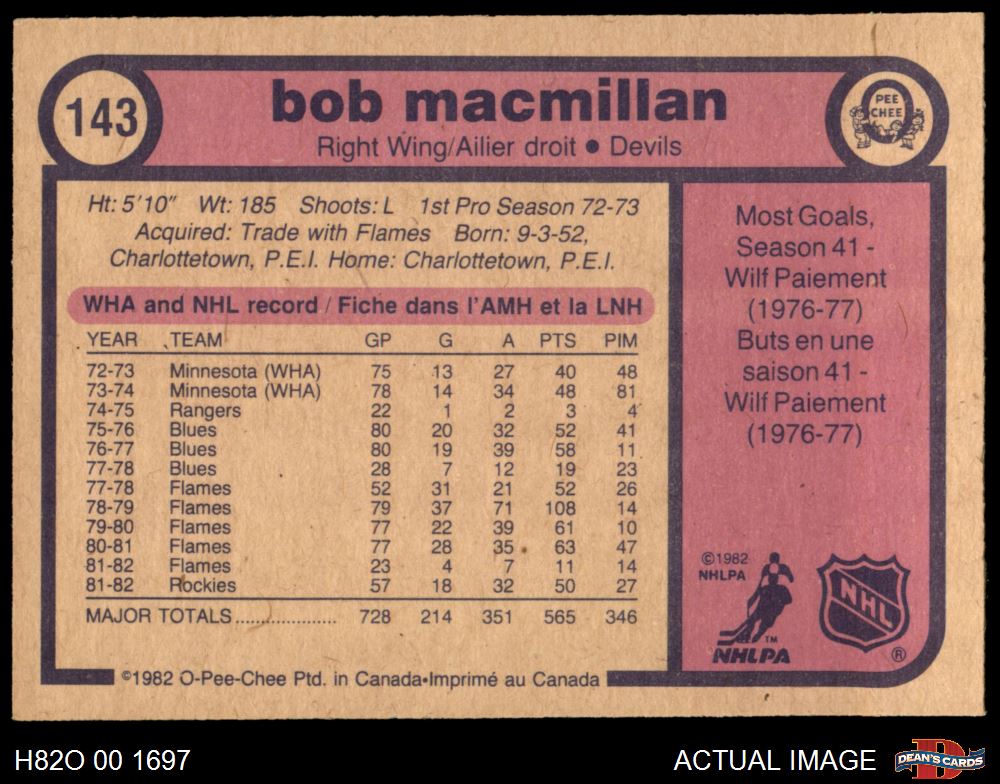 143
bob macmillan
Right Wing/Ailier droit • Devils
O
PEE
CHEE
Ht: 5'10" Wt: 185 Shoots: L 1st Pro Season 72-73
Acquired: Trade with Flames Born: 9-3-52,
Charlottetown, P.E.I. Home: Charlottetown, P.E.I.
WHA and NHL record / Fiche dans l'AMH et la LNH
YEAR TEAM GP G A PTS PIM
72-73 Minnesota (WHA) 75 13 27 40 48
73-74 Minnesota (WHA) 78 14 34 48 81
74-75 Rangers 22 1 2 3 4
75-76 Blues 80 20 32 52 41
76-77 Blues 80 19 39 58 11
77-78 Blues 28 7 12 19 23
77-78 Flames 52 31 21 52 26
78-79 Flames 79 37 71 108 14
79-80 Flames 77 22 39 61 10
80-81 Flames 77 28 35 63 47
81-82 Flames 23 4 7 11 14
81-82 Rockies 57 18 32 50 27
MAJOR TOTALS.................... 728 214 351 565 346
Most Goals,
Season 41 -
Wilf Paiement
(1976-77)
Buts en une
saison 41 -
Wilf Paiement
(1976-77)
©1982
NHLPA
TM
NHLPA
NHL
®
©1982 O-Pee-Chee Ptd. in Canada•Imprimé au Canada
H82O 00 1697
ACTUAL IMAGE
D
DEAN'S CARDS